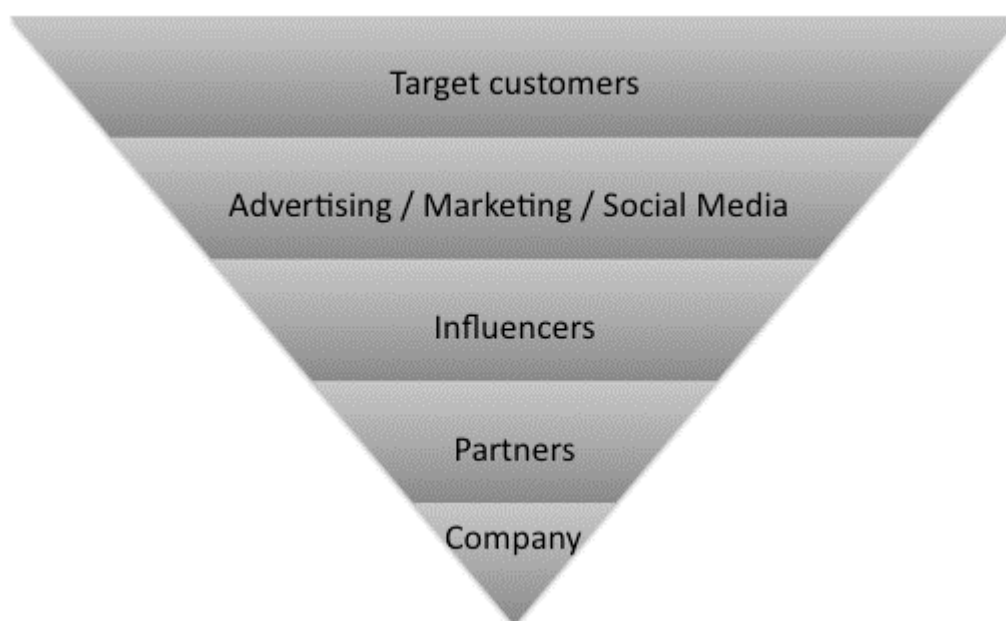 Target customers
Advertising / Marketing / Social Media
Influencers
Partners
Company